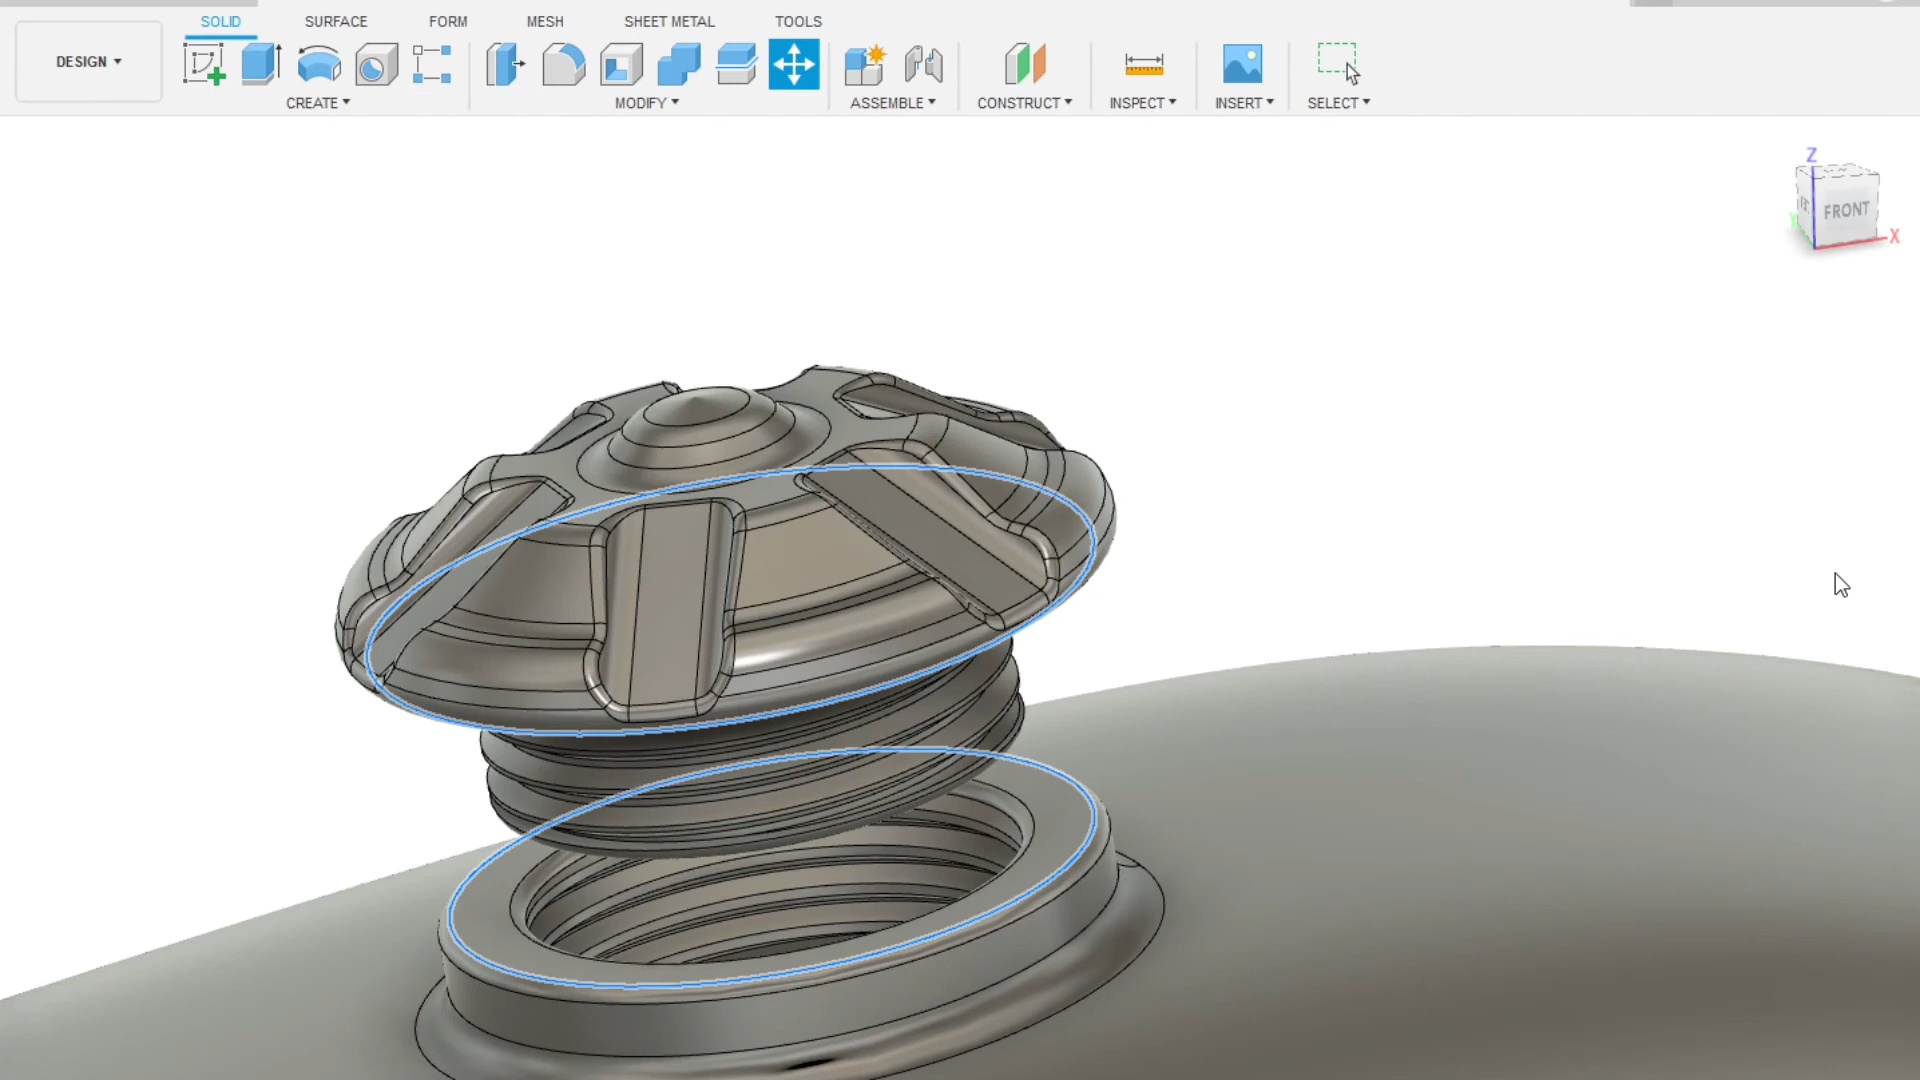 SOLID SURFACE FORM MESH SHEET METAL TOOLS
DESIGN
CREATE MODIFY ASSEMBLE CONSTRUCT INSPECT INSERT SELECT
Z
FRONT
X